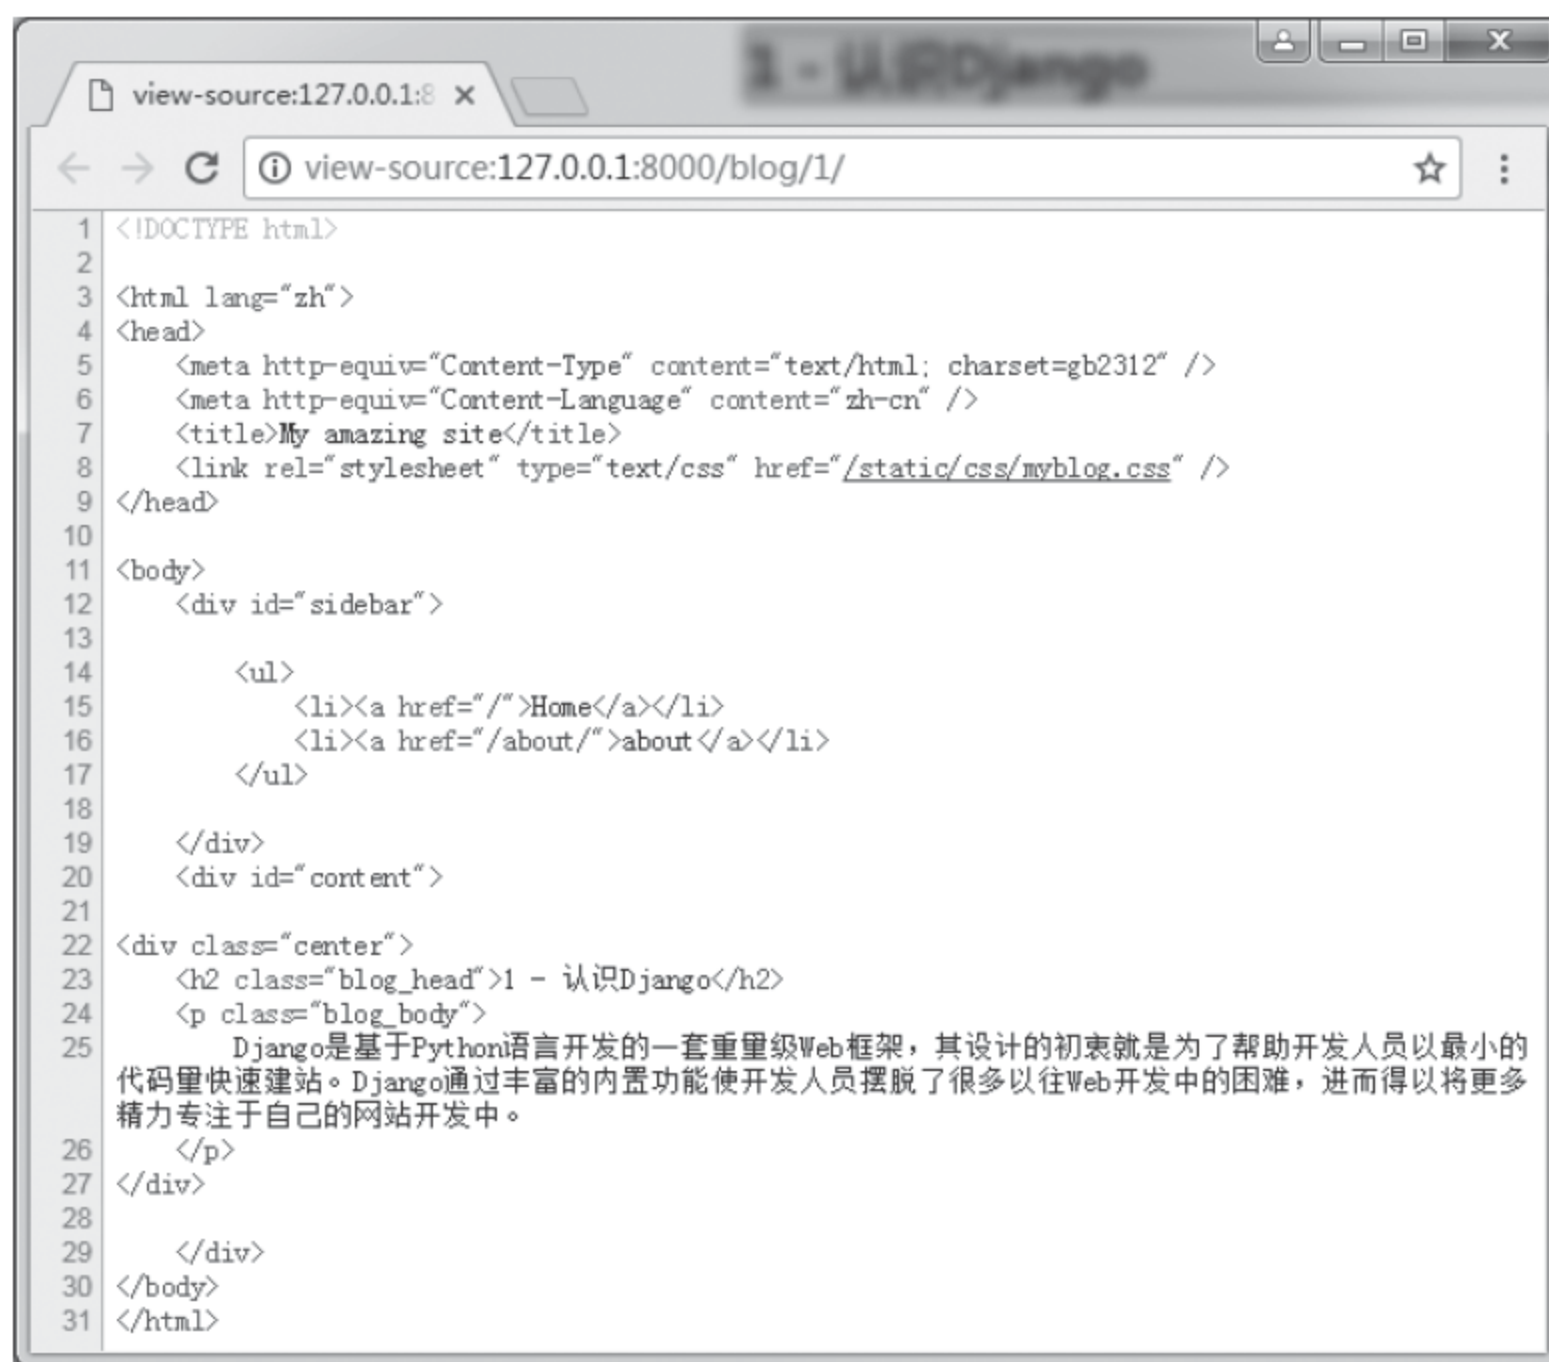 1 - 认识Django
view-source:127.0.0.1:8
view-source:127.0.0.1:8000/blog/1/
1 <!DOCTYPE html>
2
3 <html lang="zh">
4 <head>
5     <meta http-equiv="Content-Type" content="text/html; charset=gb2312" />
6     <meta http-equiv="Content-Language" content="zh-cn" />
7     <title>My amazing site</title>
8     <link rel="stylesheet" type="text/css" href="/static/css/myblog.css" />
9 </head>
10
11 <body>
12     <div id="sidebar">
13
14         <ul>
15             <li><a href="/">Home</a></li>
16             <li><a href="/about/">about</a></li>
17         </ul>
18
19     </div>
20     <div id="content">
21
22 <div class="center">
23     <h2 class="blog_head">1 - 认识Django</h2>
24     <p class="blog_body">
25         Django是基于Python语言开发的一套重量级Web框架，其设计的初衷就是为了帮助开发人员以最小的
代码量快速建站。Django通过丰富的内置功能使开发人员摆脱了很多以往Web开发中的困难，进而得以将更多
精力专注于自己的网站开发中。
26     </p>
27 </div>
28
29     </div>
30 </body>
31 </html>